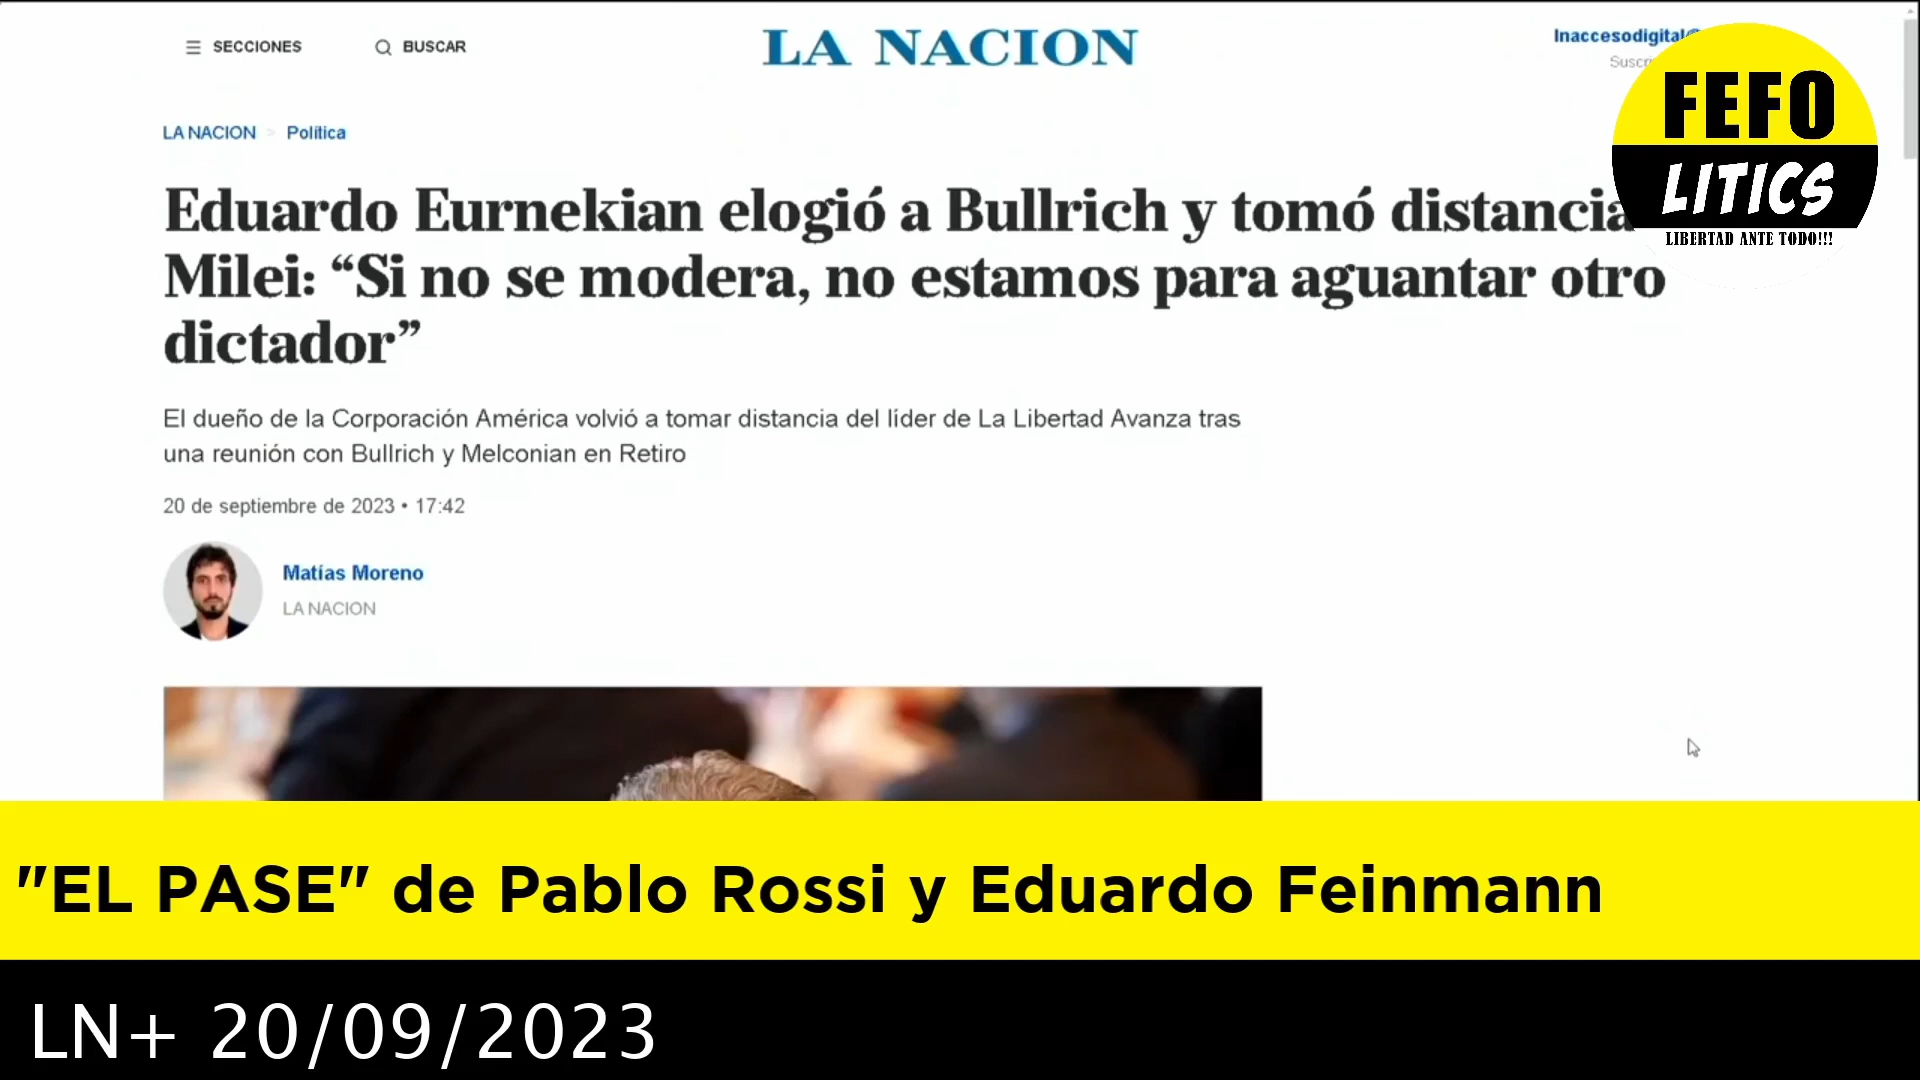 SECCIONES
BUSCAR
LA NACION
lnaccesodigital
FEFO
LITICS
LIBERTAD ANTE TODO!!!
LA NACION > Política
Eduardo Eurnekian elogió a Bullrich y tomó distancia
Milei: “Si no se modera, no estamos para aguantar otro
dictador”
El dueño de la Corporación América volvió a tomar distancia del líder de La Libertad Avanza tras
una reunión con Bullrich y Melconian en Retiro
20 de septiembre de 2023 • 17:42
Matías Moreno
LA NACION
"EL PASE" de Pablo Rossi y Eduardo Feinmann
LN+ 20/09/2023